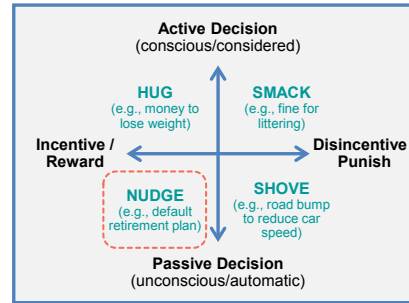 Active Decision
(conscious/considered)
HUG
(e.g., money to
lose weight)
SMACK
(e.g., fine for
littering)
Incentive /
Reward
Disincentive
Punish
NUDGE
(e.g., default
retirement plan)
SHOVE
(e.g., road bump
to reduce car
speed)
Passive Decision
(unconscious/automatic)